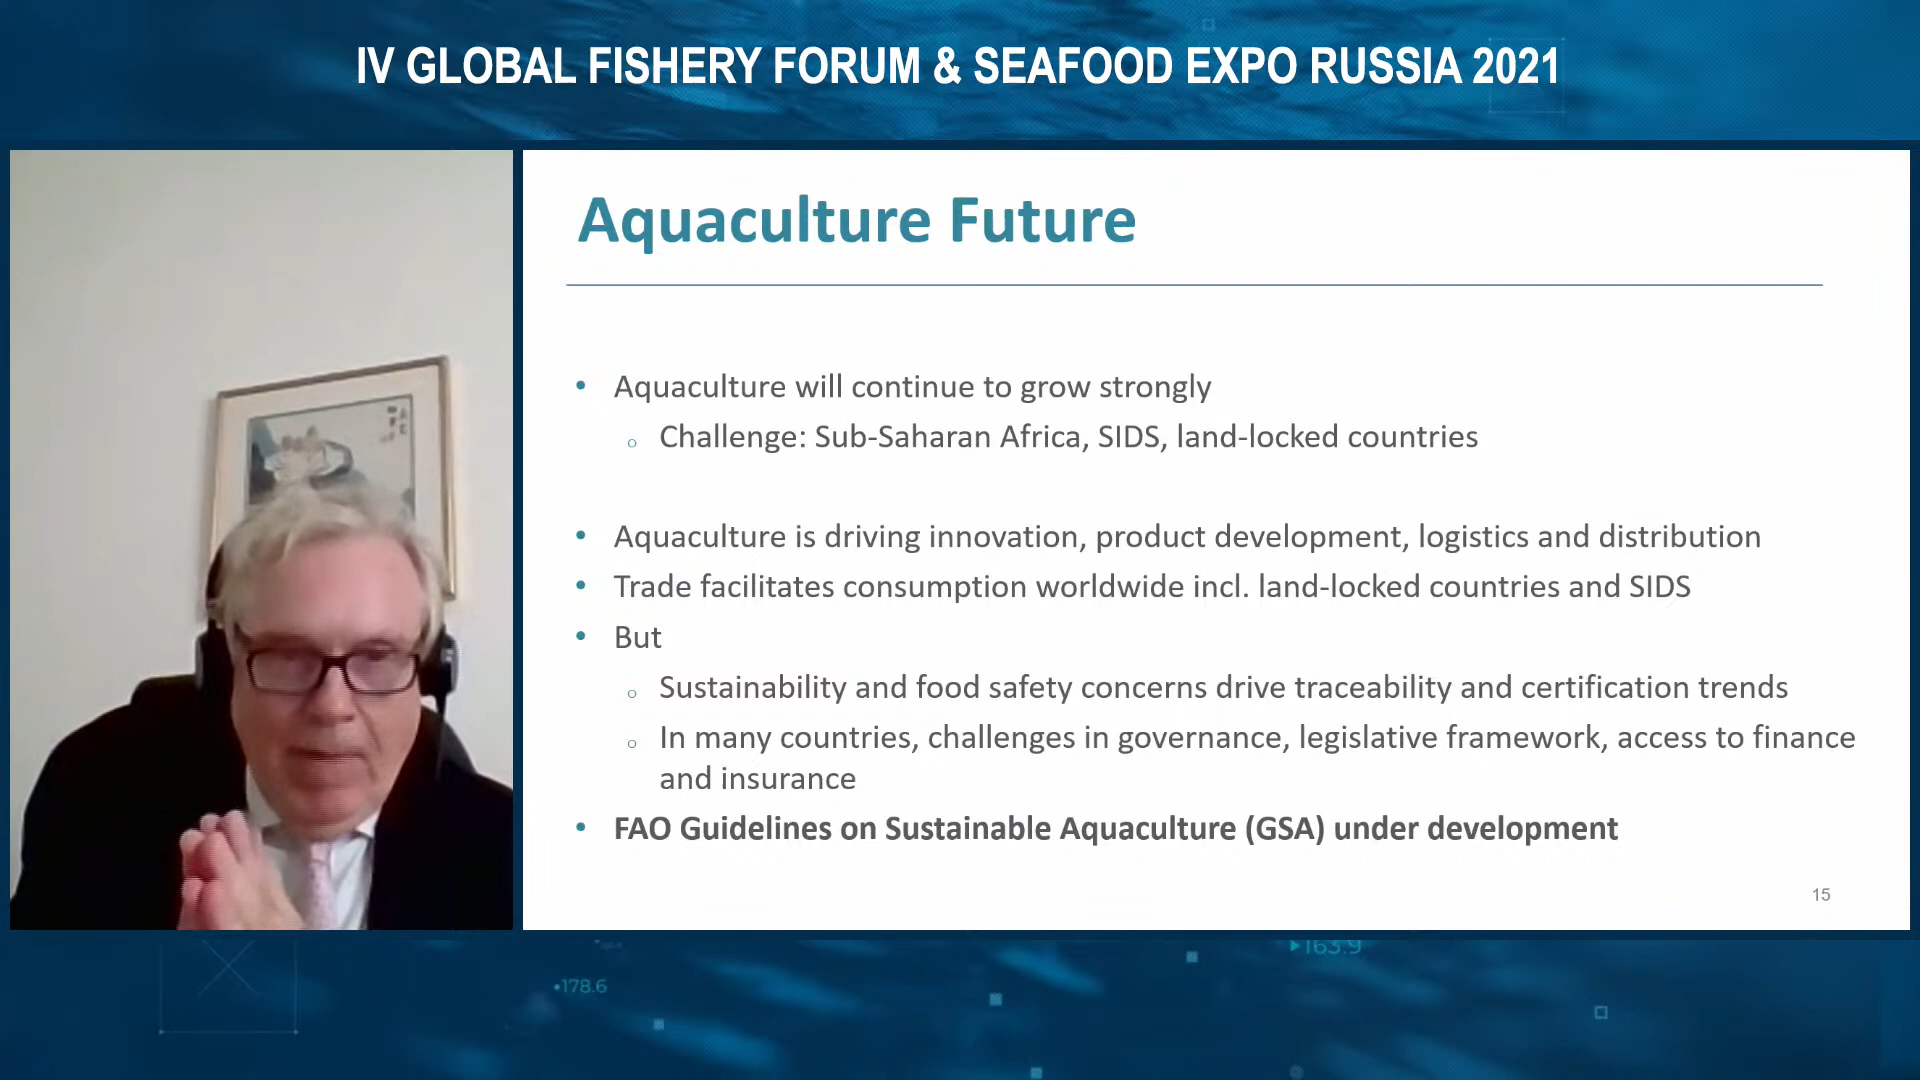 IV GLOBAL FISHERY FORUM & SEAFOOD EXPO RUSSIA 2021
Aquaculture Future
• Aquaculture will continue to grow strongly
o Challenge: Sub-Saharan Africa, SIDS, land-locked countries
• Aquaculture is driving innovation, product development, logistics and distribution
• Trade facilitates consumption worldwide incl. land-locked countries and SIDS
• But
o Sustainability and food safety concerns drive traceability and certification trends
o In many countries, challenges in governance, legislative framework, access to finance
and insurance
• FAO Guidelines on Sustainable Aquaculture (GSA) under development
15
163.9
178.6